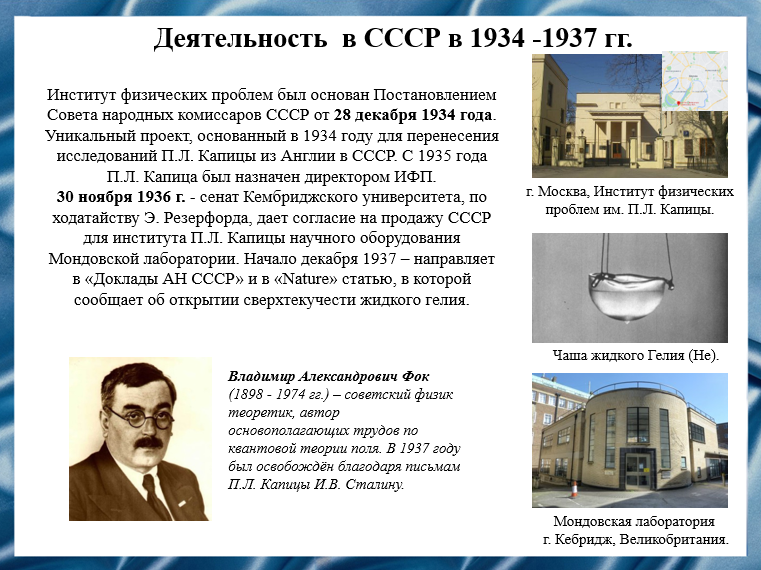 Деятельность в СССР в 1934 -1937 гг.
Институт физических проблем был основан Постановлением
Совета народных комиссаров СССР от 28 декабря 1934 года.
Уникальный проект, основанный в 1934 году для перенесения
исследований П.Л. Капицы из Англии в СССР. С 1935 года
П.Л. Капица был назначен директором ИФП.
30 ноября 1936 г. - сенат Кембриджского университета, по
ходатайству Э. Резерфорда, дает согласие на продажу СССР
для института П.Л. Капицы научного оборудования
Мондовской лаборатории. Начало декабря 1937 – направляет
в «Доклады АН СССР» и в «Nature» статью, в которой
сообщает об открытии сверхтекучести жидкого гелия.
г. Москва, Институт физических
проблем им. П.Л. Капицы.
Чаша жидкого Гелия (He).
Владимир Александрович Фок
(1898 - 1974 гг.) – советский физик
теоретик, автор
основополагающих трудов по
квантовой теории поля. В 1937 году
был освобождён благодаря письмам
П.Л. Капицы И.В. Сталину.
Мондовская лаборатория
г. Кебридж, Великобритания.